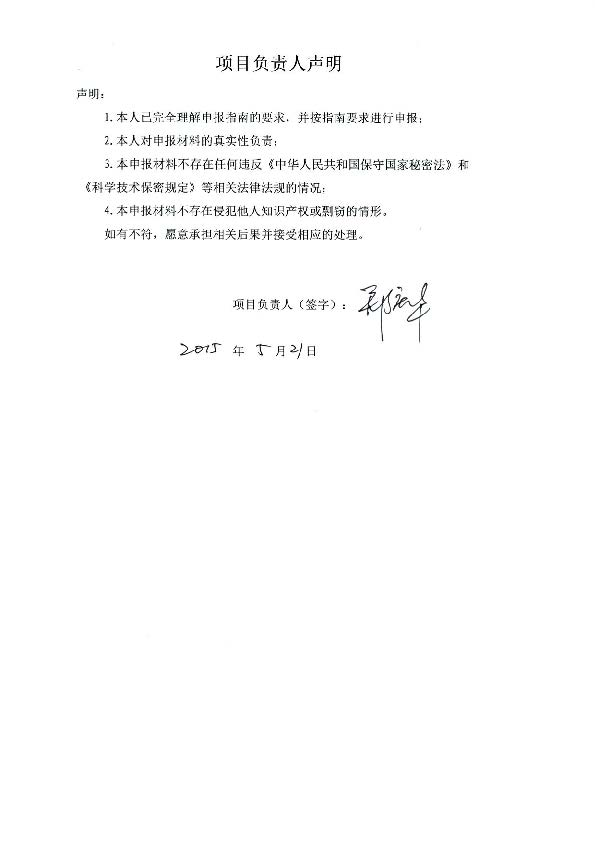 项目负责人声明
声明：
1.本人已完全理解申报指南的要求，并按指南要求进行申报；
2.本人对申报材料的真实性负责；
3.本申报材料不存在任何违反《中华人民共和国保守国家秘密法》和
《科学技术保密规定》等相关法律法规的情况；
4.本申报材料不存在侵犯他人知识产权或剽窃的情形。
如有不符，愿意承担相关后果并接受相应的处理。
项目负责人（签字）：
2015 年 5 月 21 日